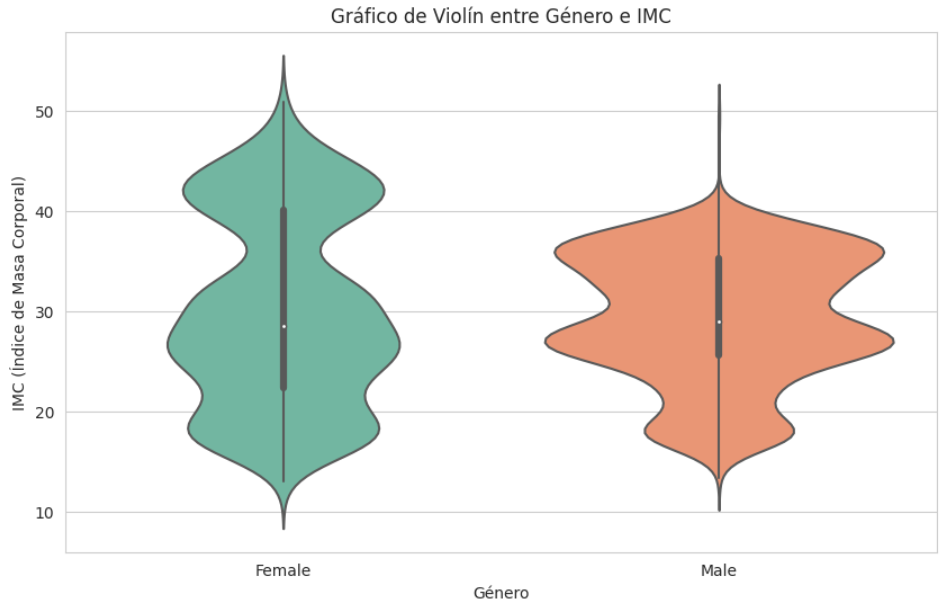 Gráfico de Violín entre Género e IMC
IMC (Índice de Masa Corporal)
50
40
30
20
10
Female
Male
Género